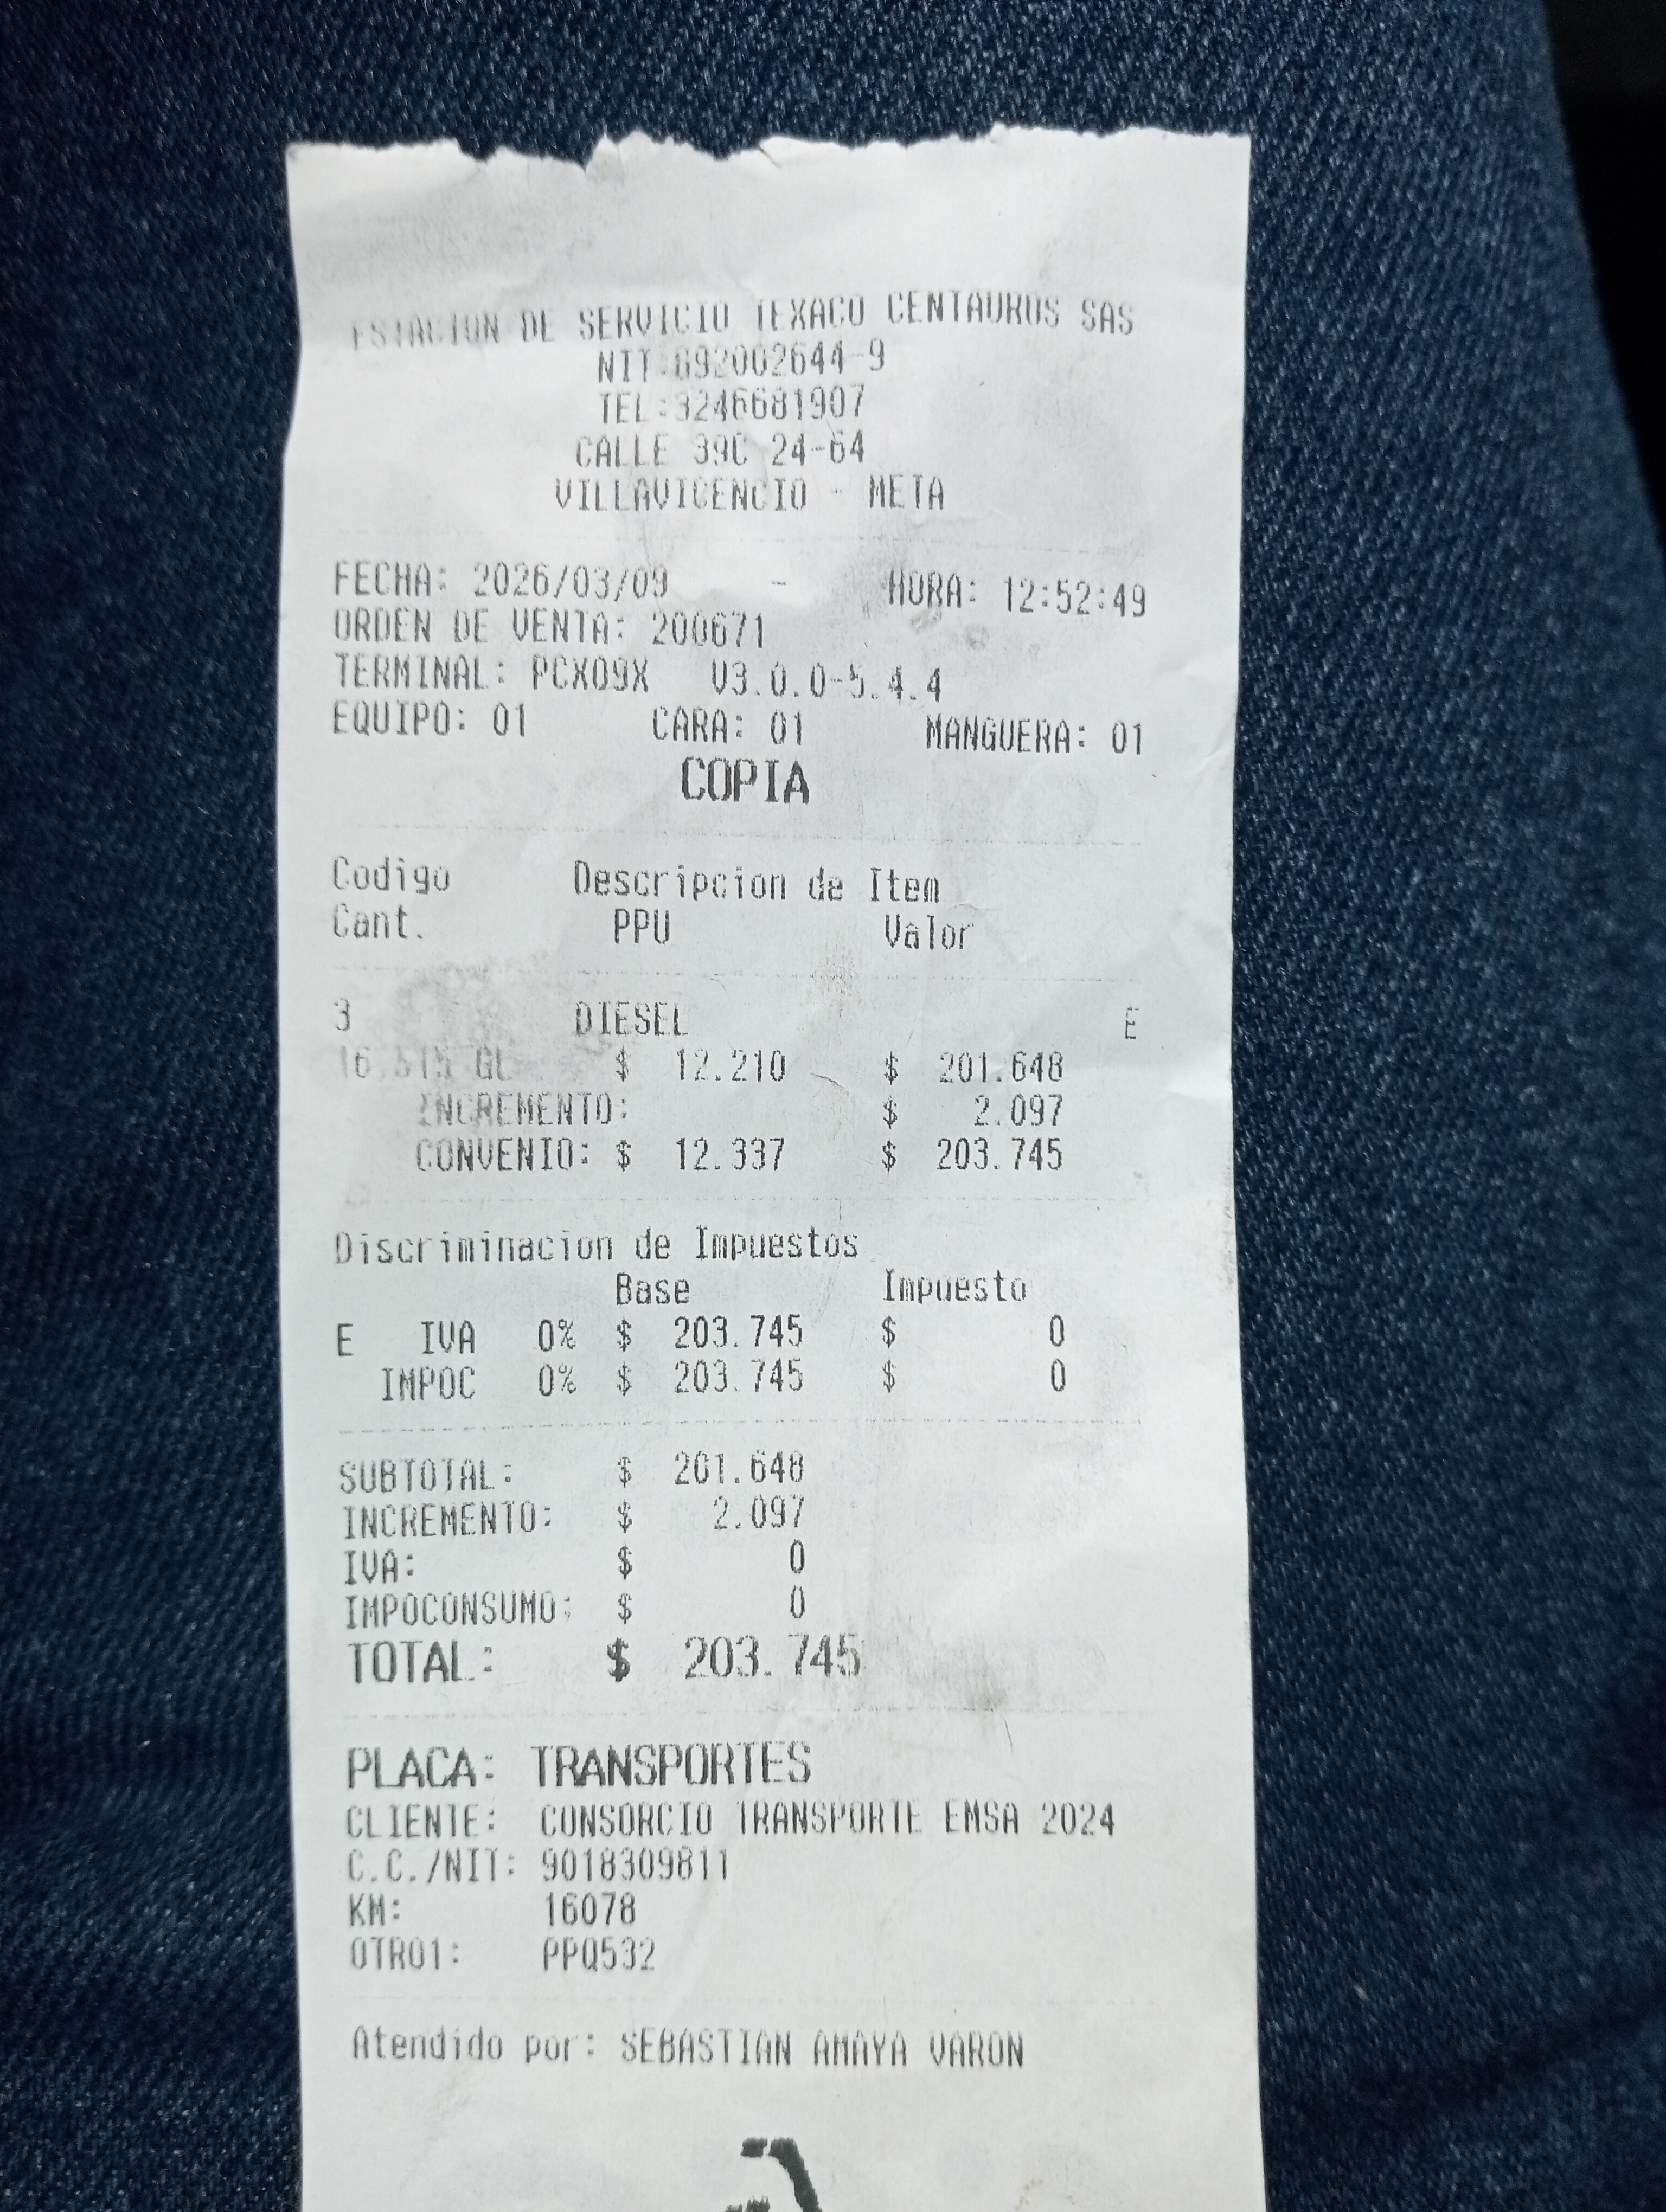 ESTACION DE SERVICIO TEXACO CENTAUROS SAS
NIT:892002644-9
TEL:3246681907
CALLE 39C 24-64
VILLAVICENCIO - META
FECHA: 2026/03/09 - HORA: 12:52:49
ORDEN DE VENTA: 200671
TERMINAL: PCX09X V3.0.0-5.4.4
EQUIPO: 01 CARA: 01 MANGUERA: 01
COPIA
Codigo Descripcion de Item
Cant. PPU Valor
3 DIESEL E
16.515 GL $ 12.210 $ 201.648
INCREMENTO: $ 2.097
CONVENIO: $ 12.337 $ 203.745
Discriminacion de Impuestos
Base Impuesto
E IVA 0% $ 203.745 $ 0
IMPOC 0% $ 203.745 $ 0
SUBTOTAL: $ 201.648
INCREMENTO: $ 2.097
IVA: $ 0
IMPOCONSUMO: $ 0
TOTAL: $ 203.745
PLACA: TRANSPORTES
CLIENTE: CONSORCIO TRANSPORTE EMSA 2024
C.C./NIT: 9018309811
KM: 16078
OTRO1: PPQ532
Atendido por: SEBASTIAN AMAYA VARON